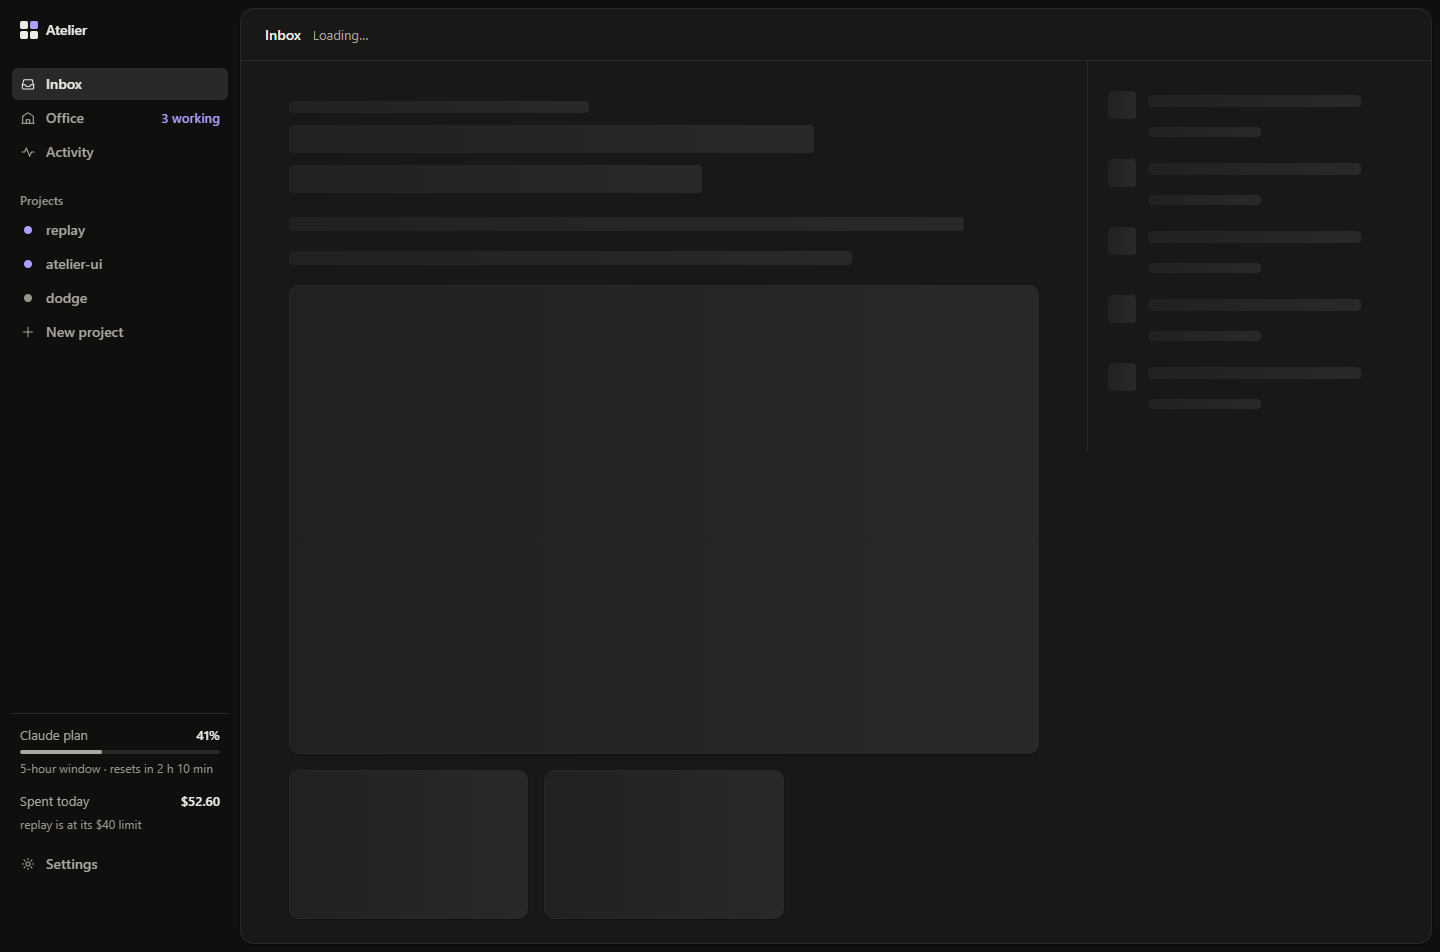 Atelier
Inbox
Office 3 working
Activity
Projects
replay
atelier-ui
dodge
New project
Claude plan 41%
5-hour window · resets in 2 h 10 min
Spent today $52.60
replay is at its $40 limit
Settings
Inbox Loading...